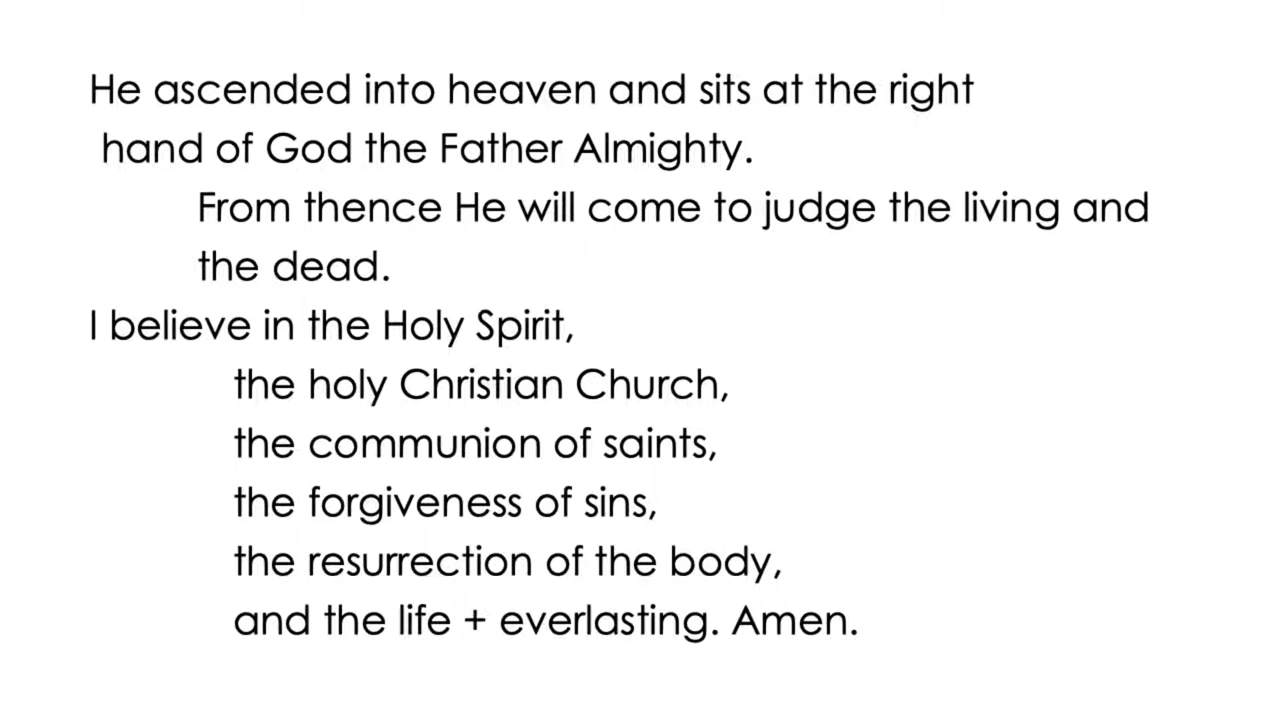 He ascended into heaven and sits at the right
hand of God the Father Almighty.
From thence He will come to judge the living and
the dead.
I believe in the Holy Spirit,
the holy Christian Church,
the communion of saints,
the forgiveness of sins,
the resurrection of the body,
and the life + everlasting. Amen.